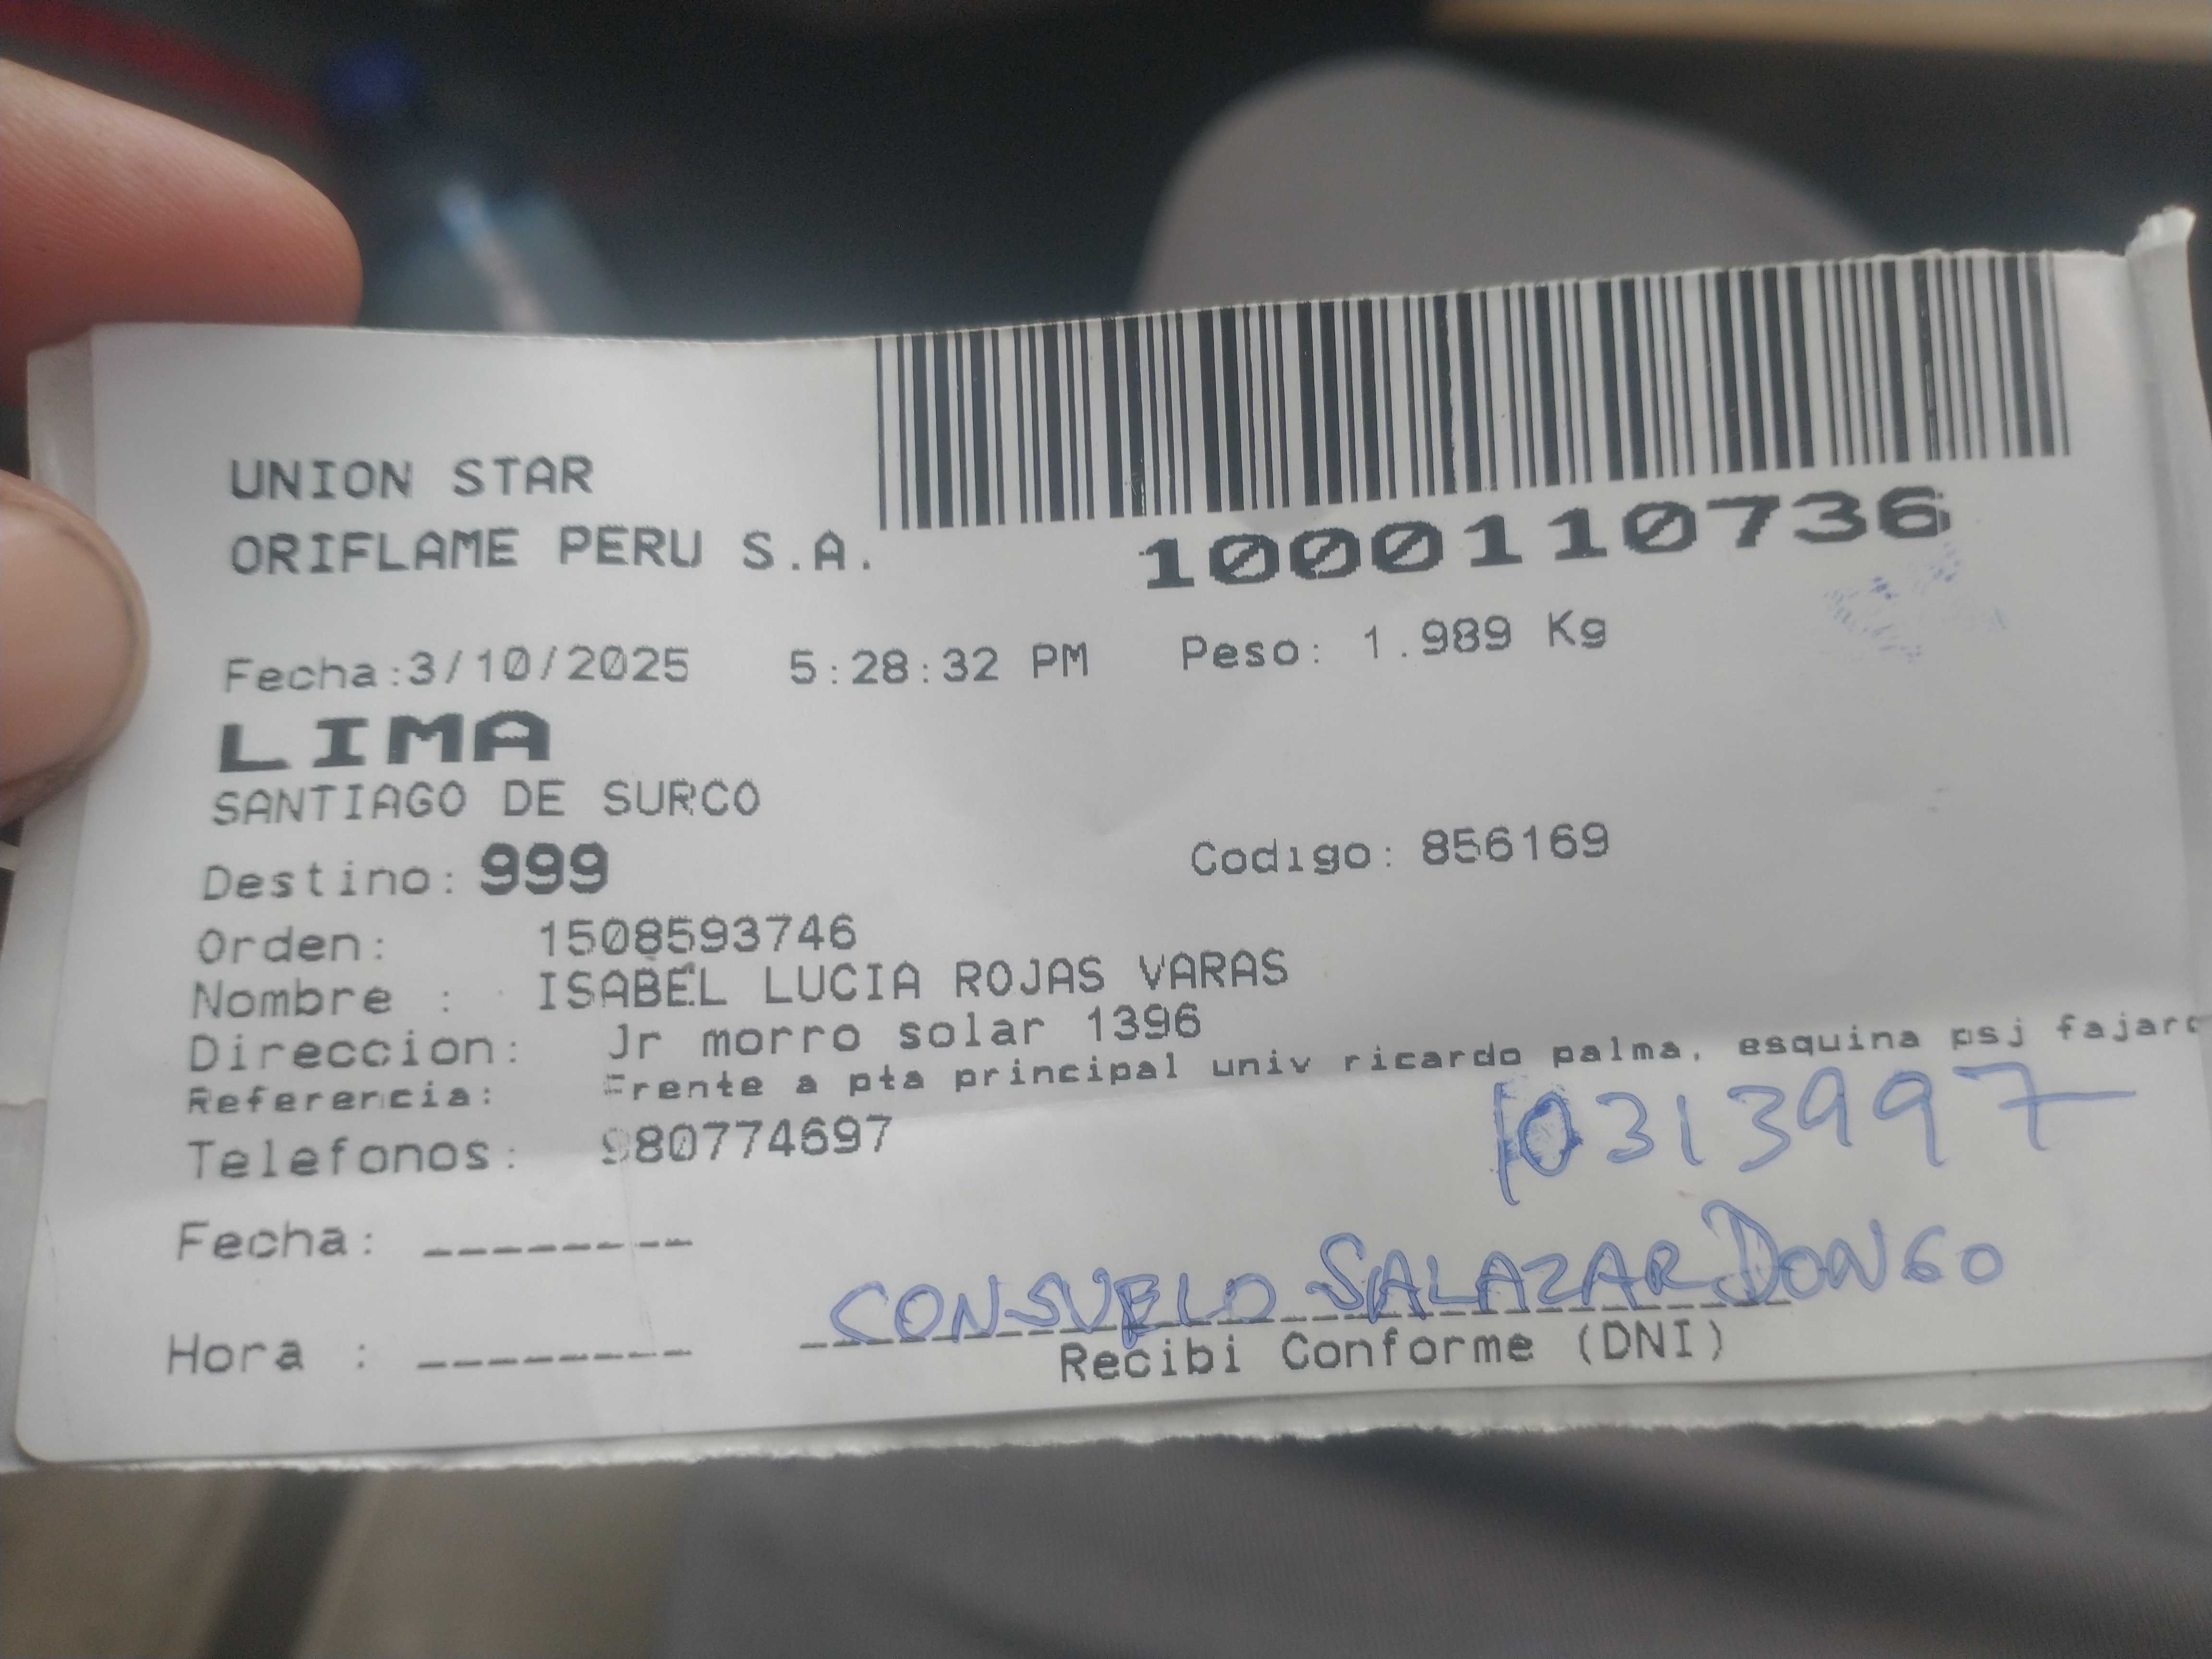 UNION STAR
ORIFLAME PERU S.A.
1000110736
Fecha:3/10/2025 5:28:32 PM Peso: 1.989 Kg
LIMA
SANTIAGO DE SURCO
Destino: 999 Codigo: 856169
Orden: 1508593746
Nombre : ISABEL LUCIA ROJAS VARAS
Direccion: Jr morro solar 1396
Referencia: Frente a pta principal univ ricardo palma, esquina psj
Telefonos: 980774697
10313997
Fecha: --------
CONSUELO SALAZAR DONGO
Hora : --------
Recibi Conforme (DNI)